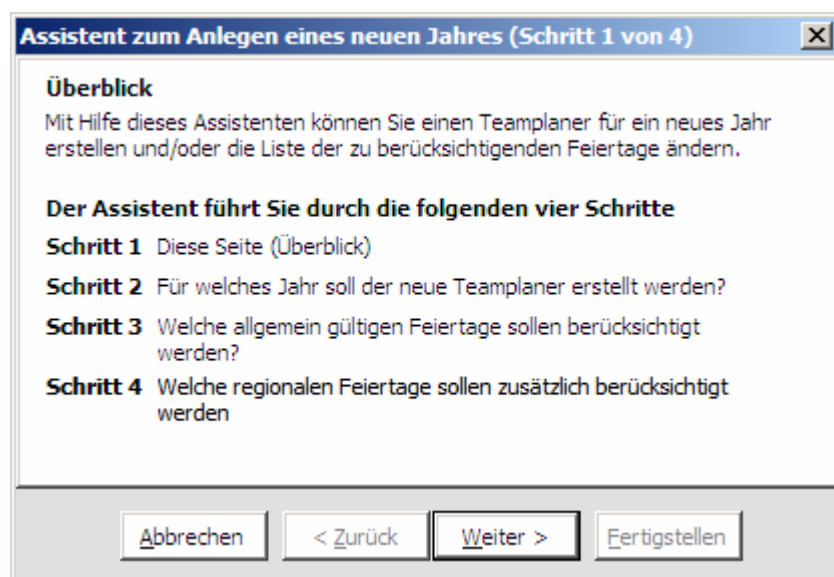 Assistent zum Anlegen eines neuen Jahres (Schritt 1 von 4)
Überblick
Mit Hilfe dieses Assistenten können Sie einen Teamplaner für ein neues Jahr
erstellen und/oder die Liste der zu berücksichtigenden Feiertage ändern.
Der Assistent führt Sie durch die folgenden vier Schritte
Schritt 1 Diese Seite (Überblick)
Schritt 2 Für welches Jahr soll der neue Teamplaner erstellt werden?
Schritt 3 Welche allgemein gültigen Feiertage sollen berücksichtigt
werden?
Schritt 4 Welche regionalen Feiertage sollen zusätzlich berücksichtigt
werden
Abbrechen < Zurück Weiter > Fertigstellen